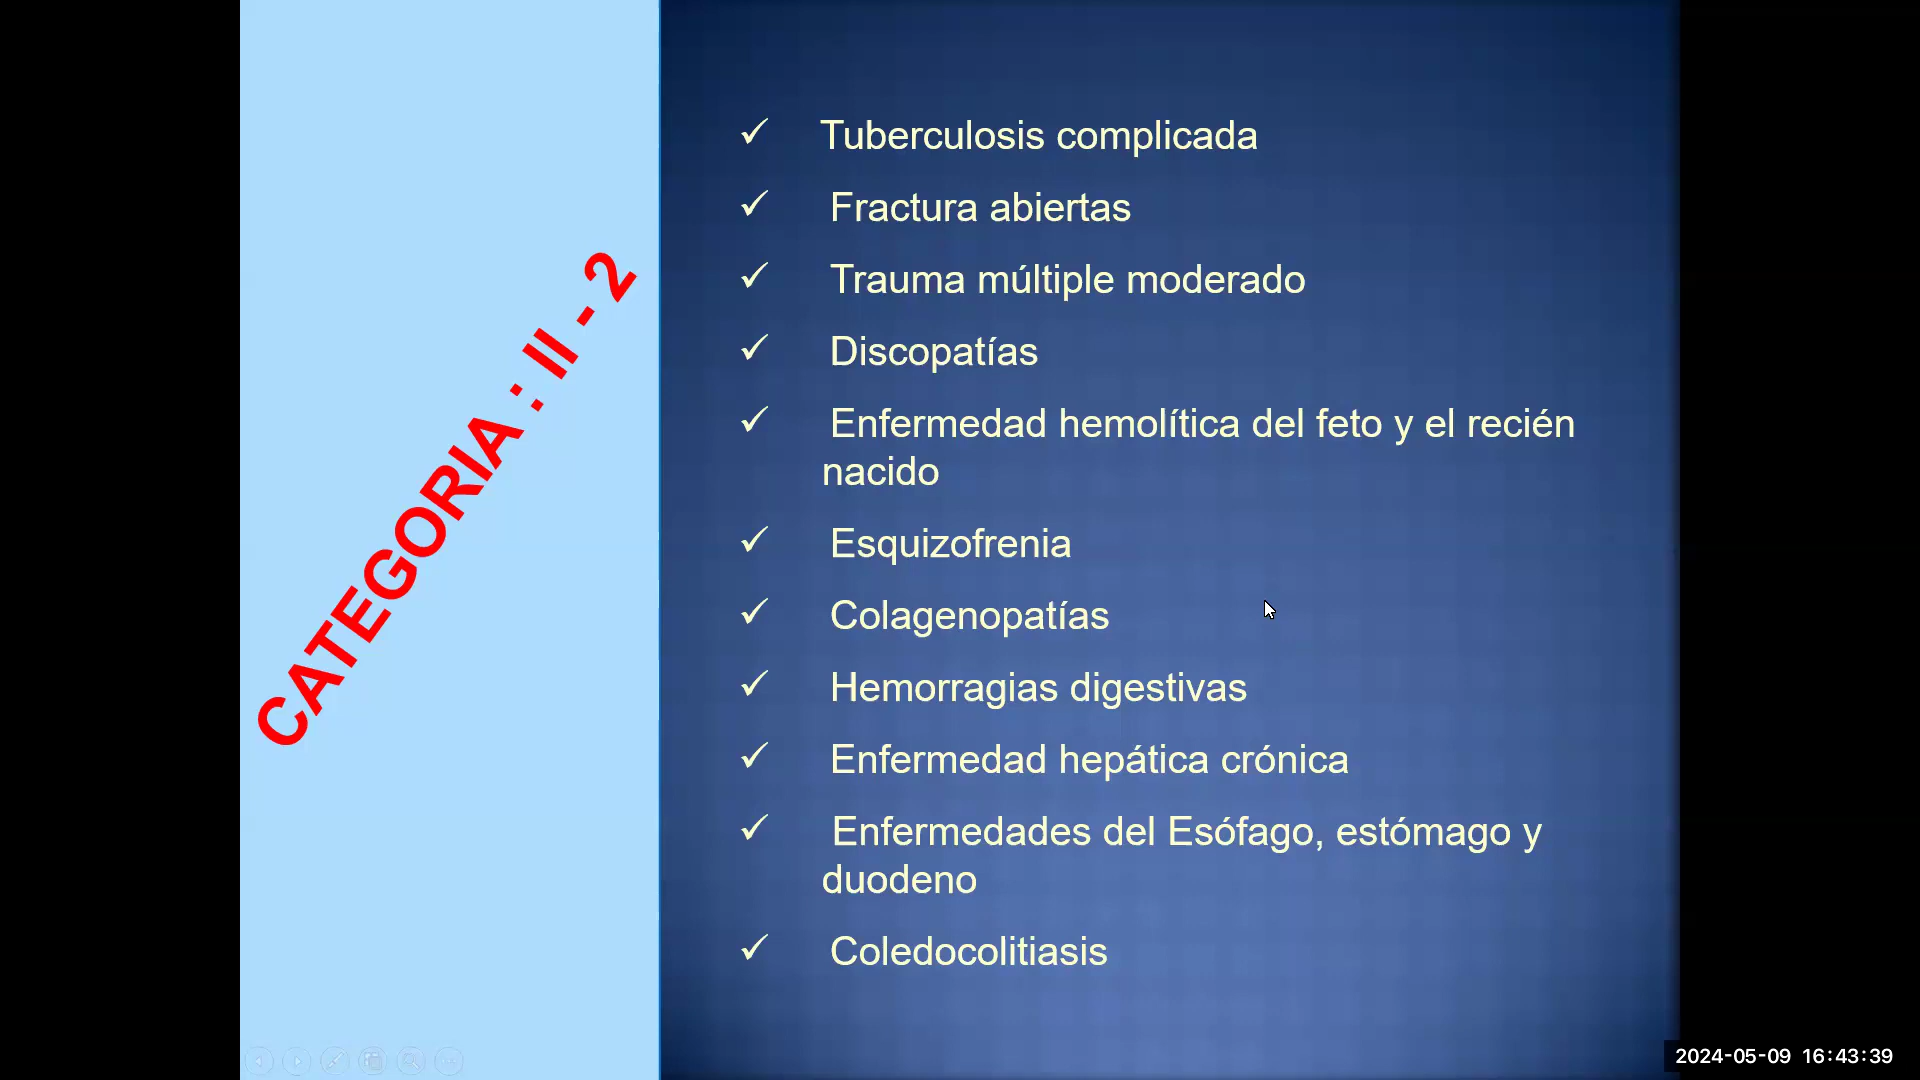 CATEGORIA : II - 2
✓ Tuberculosis complicada
✓ Fractura abiertas
✓ Trauma múltiple moderado
✓ Discopatías
✓ Enfermedad hemolítica del feto y el recién
nacido
✓ Esquizofrenia
✓ Colagenopatías
✓ Hemorragias digestivas
✓ Enfermedad hepática crónica
✓ Enfermedades del Esófago, estómago y
duodeno
✓ Coledocolitiasis
2024-05-09 16:43:39